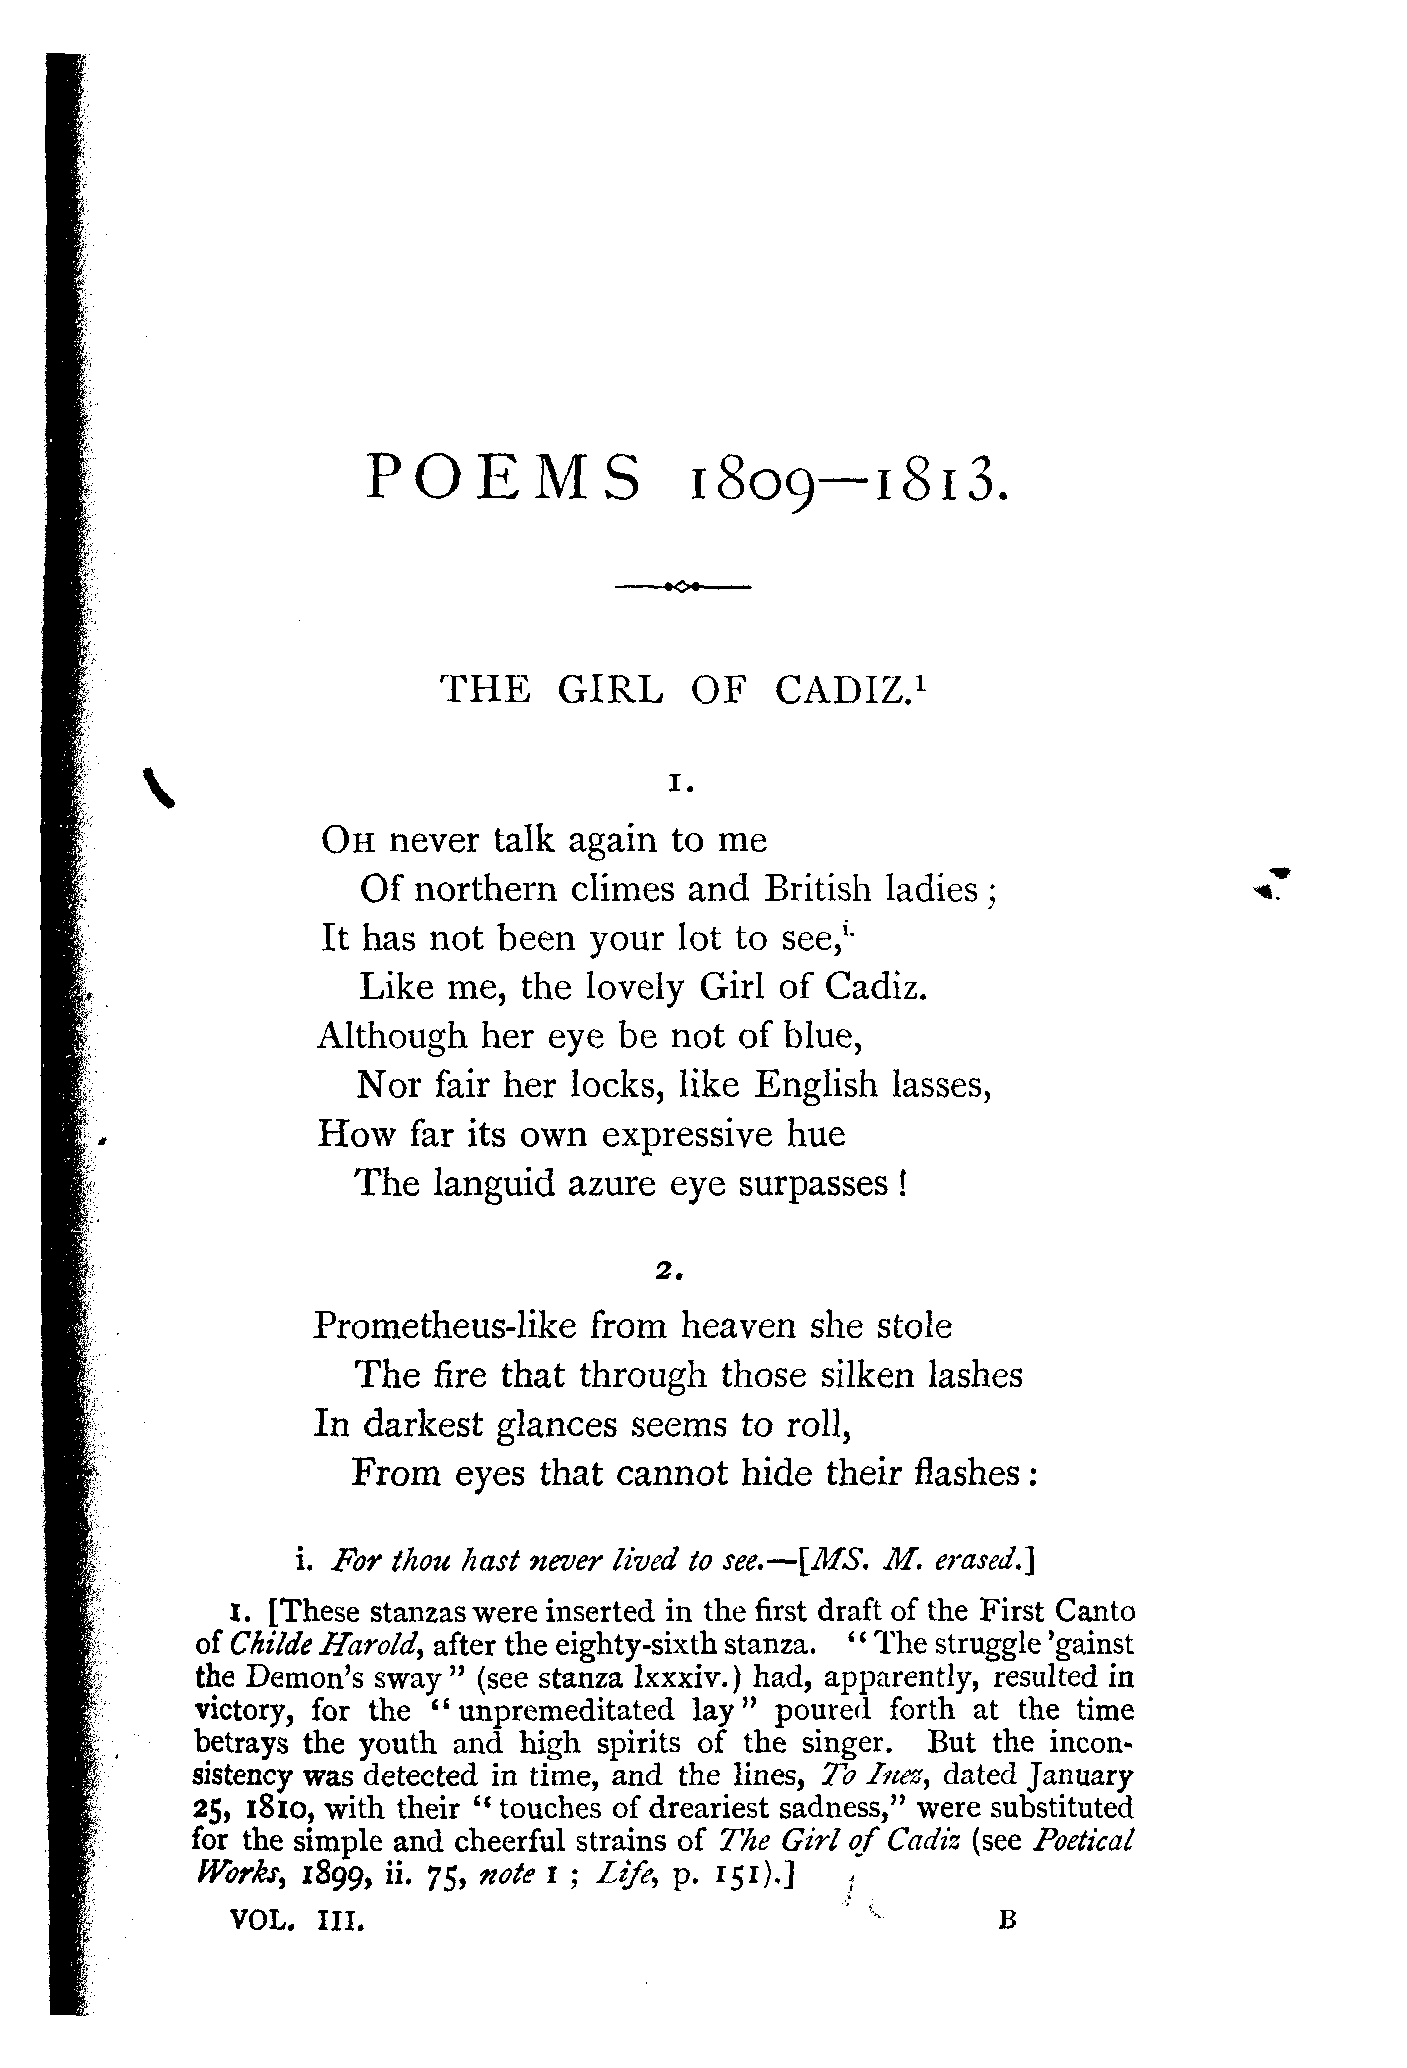 POEMS 1809—1813.
THE GIRL OF CADIZ.¹
1.
OH never talk again to me
Of northern climes and British ladies;
It has not been your lot to see,i.
Like me, the lovely Girl of Cadiz.
Although her eye be not of blue,
Nor fair her locks, like English lasses,
How far its own expressive hue
The languid azure eye surpasses!
2.
Prometheus-like from heaven she stole
The fire that through those silken lashes
In darkest glances seems to roll,
From eyes that cannot hide their flashes:
i. For thou hast never lived to see.—[MS. M. erased.]
1. [These stanzas were inserted in the first draft of the First Canto
of Childe Harold, after the eighty-sixth stanza. "The struggle 'gainst
the Demon's sway" (see stanza lxxxiv.) had, apparently, resulted in
victory, for the "unpremeditated lay" poured forth at the time
betrays the youth and high spirits of the singer. But the incon-
sistency was detected in time, and the lines, To Inez, dated January
25, 1810, with their "touches of dreariest sadness," were substituted
for the simple and cheerful strains of The Girl of Cadiz (see Poetical
Works, 1899, ii. 75, note 1; Life, p. 151).]
VOL. III. B